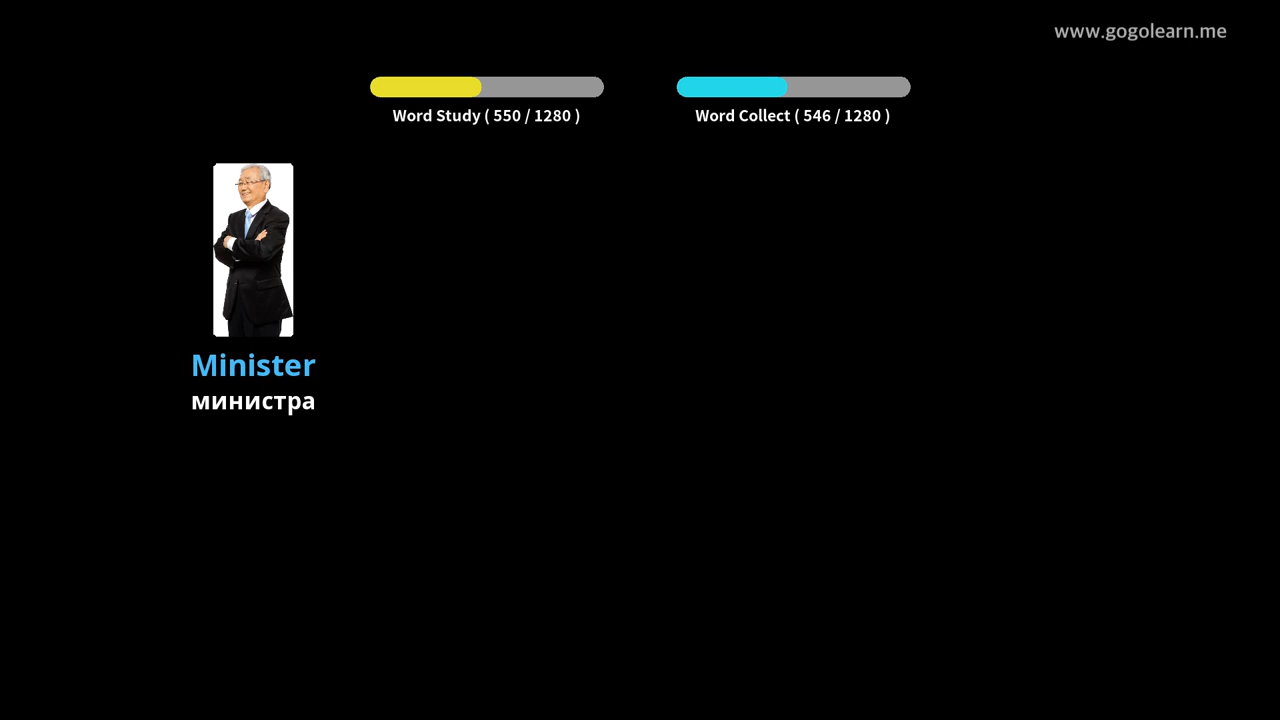 www.gogolearn.me
Word Study ( 550 / 1280 )
Word Collect ( 546 / 1280 )
Minister
министра